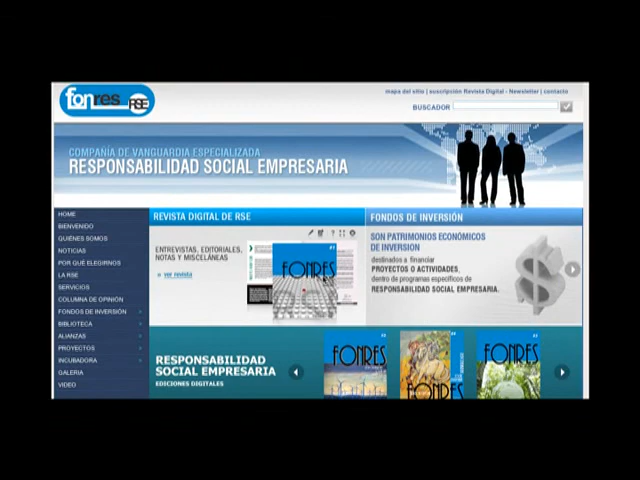 fonres RSE
mapa del sitio | suscripción Revista Digital - Newsletter | contacto
BUSCADOR
COMPAÑÍA DE VANGUARDIA ESPECIALIZADA
RESPONSABILIDAD SOCIAL EMPRESARIA
HOME
BIENVENIDO
QUIÉNES SOMOS
NOTICIAS
POR QUÉ ELEGIRNOS
LA RSE
SERVICIOS
COLUMNA DE OPINIÓN
FONDOS DE INVERSIÓN
BIBLIOTECA
ALIANZAS
PROYECTOS
INCUBADORA
GALERIA
VIDEO
REVISTA DIGITAL DE RSE
ENTREVISTAS, EDITORIALES,
NOTAS Y MISCELÁNEAS
ver revista
FONRES
FONDOS DE INVERSIÓN
SON PATRIMONIOS ECONÓMICOS
DE INVERSION
destinados a financiar
PROYECTOS O ACTIVIDADES,
dentro de programas específicos de
RESPONSABILIDAD SOCIAL EMPRESARIA.
$
RESPONSABILIDAD
SOCIAL EMPRESARIA
EDICIONES DIGITALES
FONRES
FONRES
FONRES